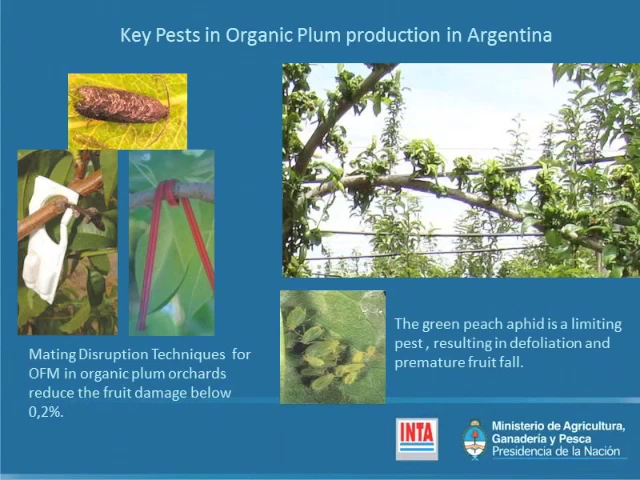 Key Pests in Organic Plum production in Argentina
Mating Disruption Techniques for
OFM in organic plum orchards
reduce the fruit damage below
0,2%.
The green peach aphid is a limiting
pest , resulting in defoliation and
premature fruit fall.
INTA
Ministerio de Agricultura,
Ganadería y Pesca
Presidencia de la Nación